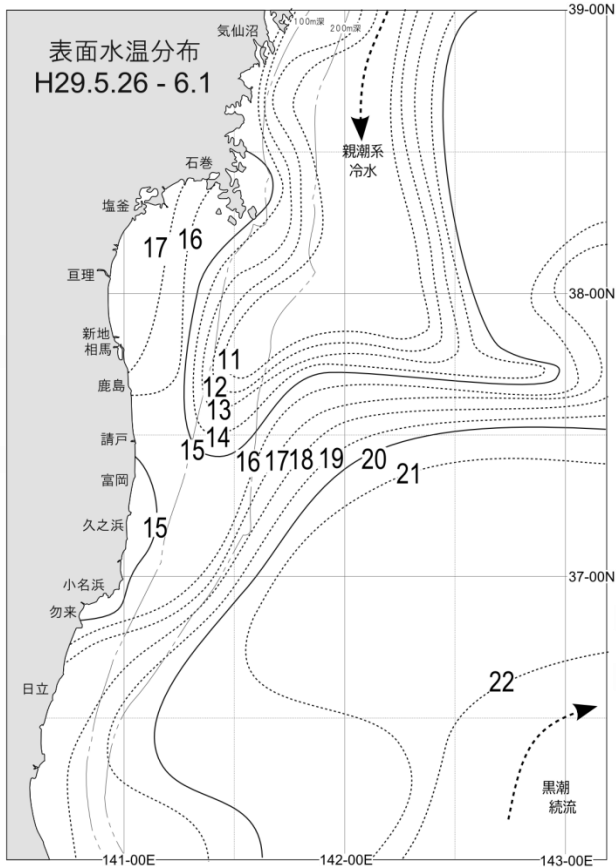 表面水温分布
H29.5.26 - 6.1
気仙沼
100m深
200m深
39-00N
親潮系
冷水
石巻
塩釜
17
16
亘理
38-00N
新地
相馬
11
鹿島
12
13
14
請戸
15
16
17
18
19
20
21
富岡
15
久之浜
37-00N
小名浜
勿来
日立
22
黒潮
続流
141-00E
142-00E
143-00E